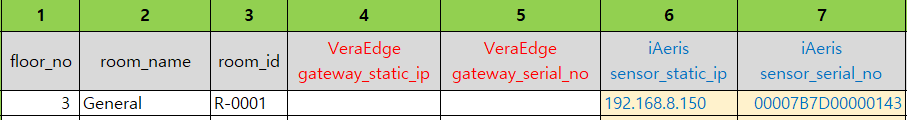 1 2 3 4 5 6 7
floor_no room_name room_id VeraEdge gateway_static_ip VeraEdge gateway_serial_no iAeris sensor_static_ip iAeris sensor_serial_no
3 General R-0001 192.168.8.150 00007B7D00000143